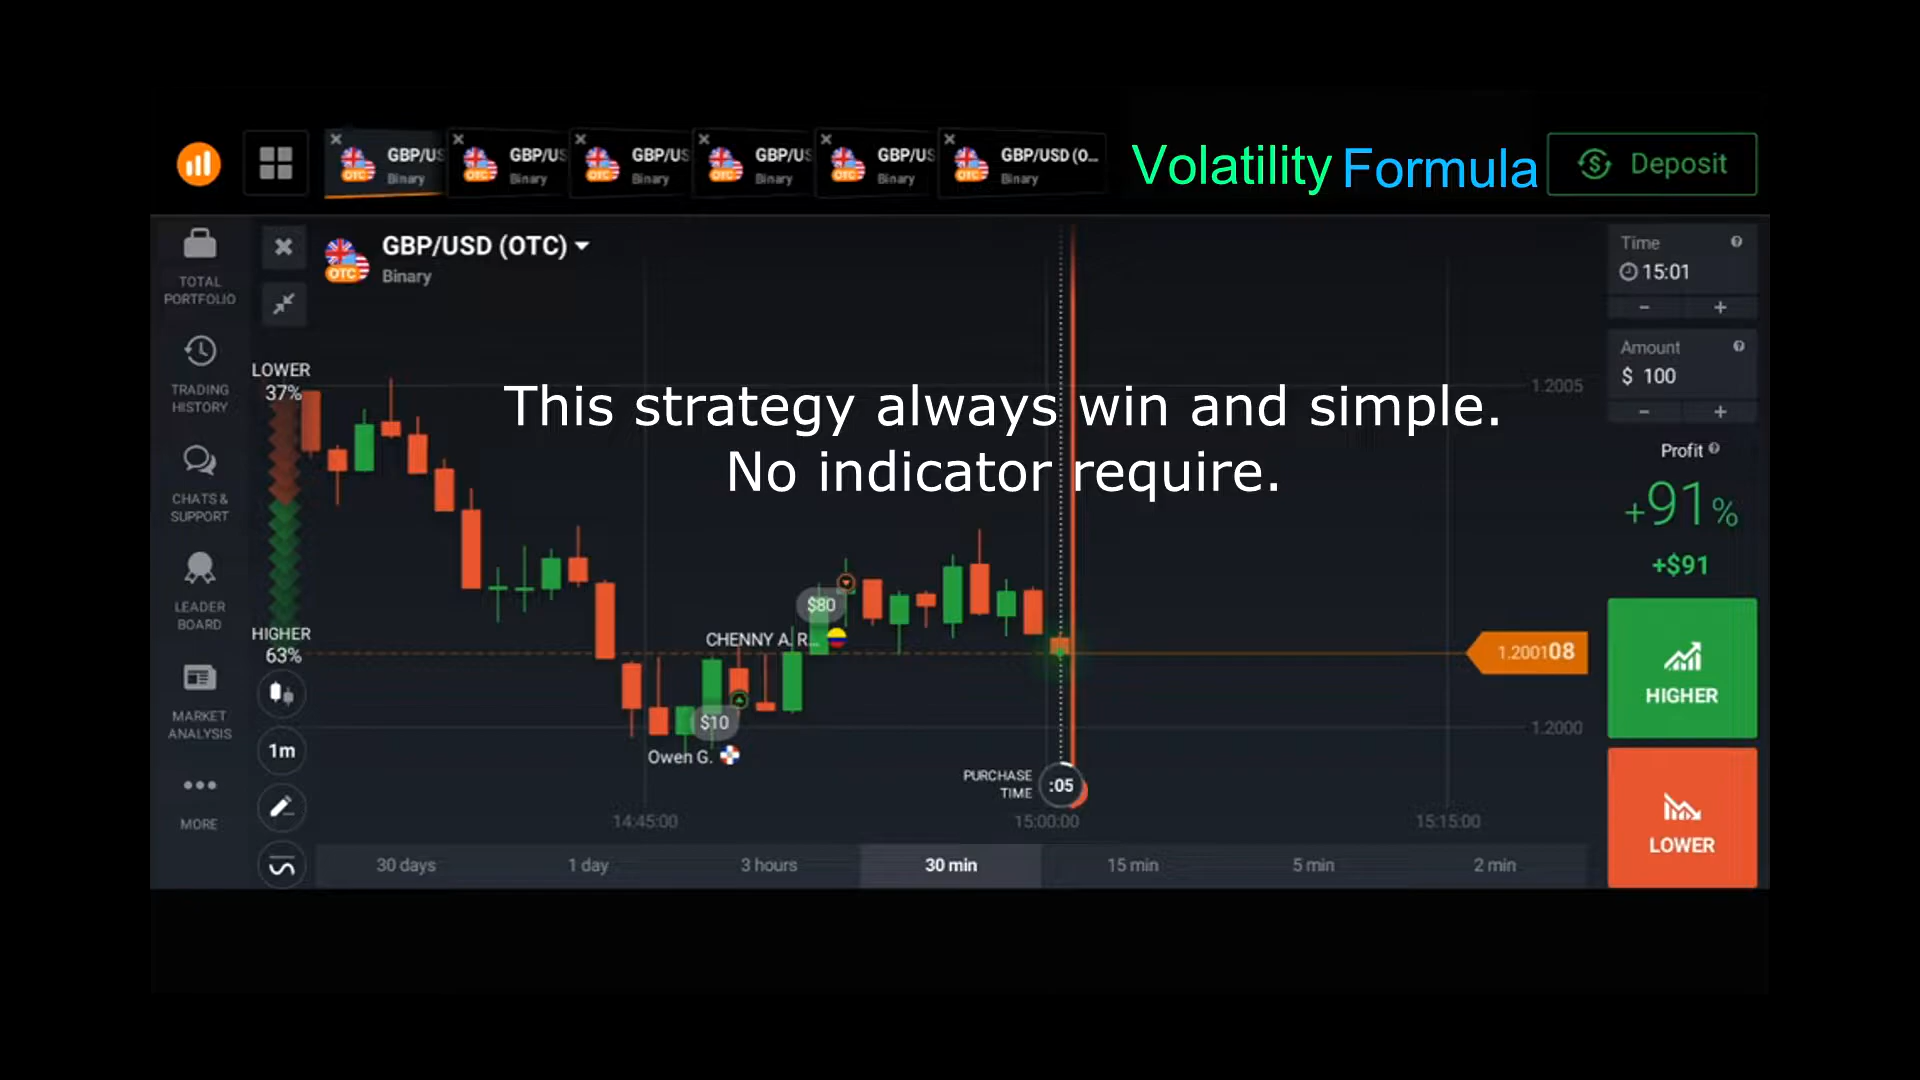 GBP/US
Binary
GBP/US
Binary
GBP/US
Binary
GBP/US
Binary
GBP/US
Binary
GBP/USD (O...
Binary
Volatility Formula
Deposit
TOTAL
PORTFOLIO
TRADING
HISTORY
CHATS &
SUPPORT
LEADER
BOARD
MARKET
ANALYSIS
MORE
OTC
GBP/USD (OTC)
Binary
LOWER
37%
HIGHER
63%
1m
This strategy always win and simple.
No indicator require.
$80
CHENNY A. R...
$10
Owen G.
PURCHASE
TIME
:05
1.2005
1.200108
1.2000
14:45:00
15:00:00
15:15:00
30 days
1 day
3 hours
30 min
15 min
5 min
2 min
Time
15:01
-
+
Amount
$ 100
-
+
Profit
+91%
+$91
HIGHER
LOWER